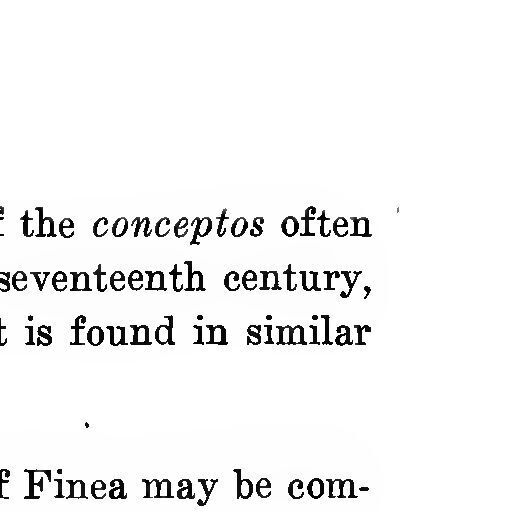 f the conceptos often
seventeenth century,
t is found in similar
f Finea may be com-